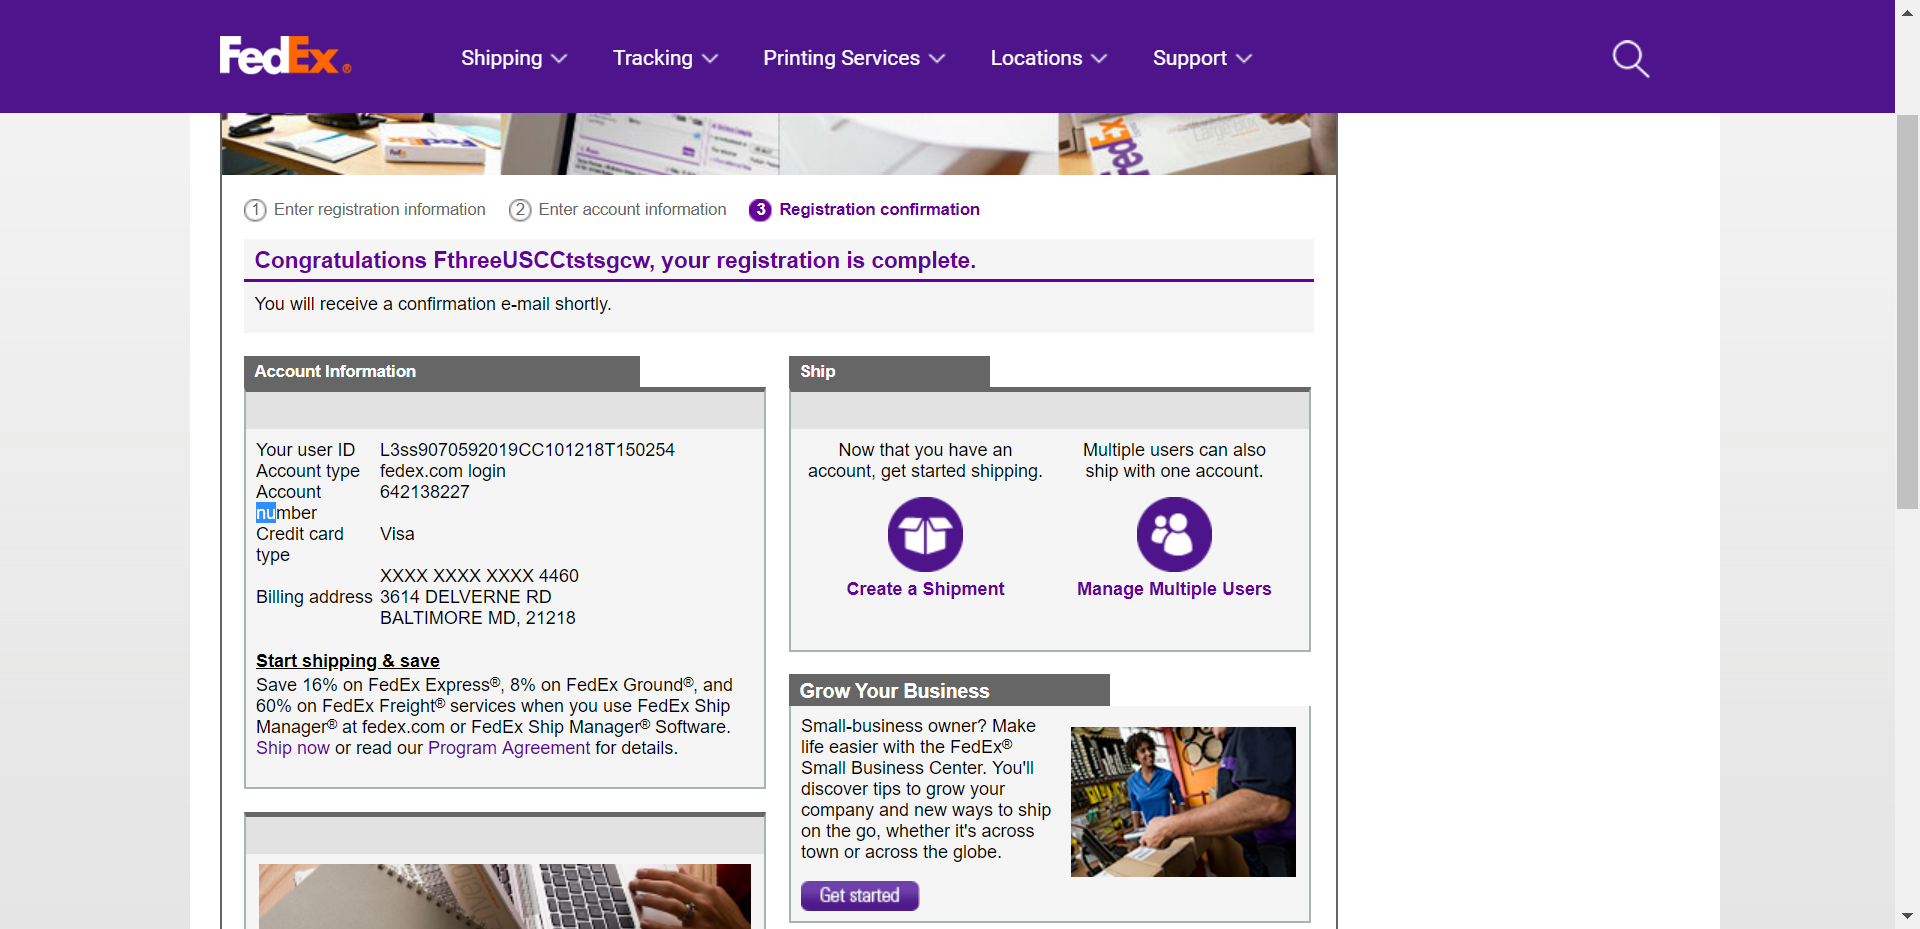 FedEx®
Shipping
Tracking
Printing Services
Locations
Support
FedEx
FedEx
Large box
1 Enter registration information
2 Enter account information
3 Registration confirmation
Congratulations FthreeUSCCtstsgcw, your registration is complete.
You will receive a confirmation e-mail shortly.
Account Information
Your user ID L3ss9070592019CC101218T150254
Account type fedex.com login
Account 642138227
number
Credit card Visa
type
XXXX XXXX XXXX 4460
Billing address 3614 DELVERNE RD
BALTIMORE MD, 21218
Start shipping & save
Save 16% on FedEx Express®, 8% on FedEx Ground®, and
60% on FedEx Freight® services when you use FedEx Ship
Manager® at fedex.com or FedEx Ship Manager® Software.
Ship now or read our Program Agreement for details.
Ship
Now that you have an
account, get started shipping.
Create a Shipment
Multiple users can also
ship with one account.
Manage Multiple Users
Grow Your Business
Small-business owner? Make
life easier with the FedEx®
Small Business Center. You'll
discover tips to grow your
company and new ways to ship
on the go, whether it's across
town or across the globe.
Get started